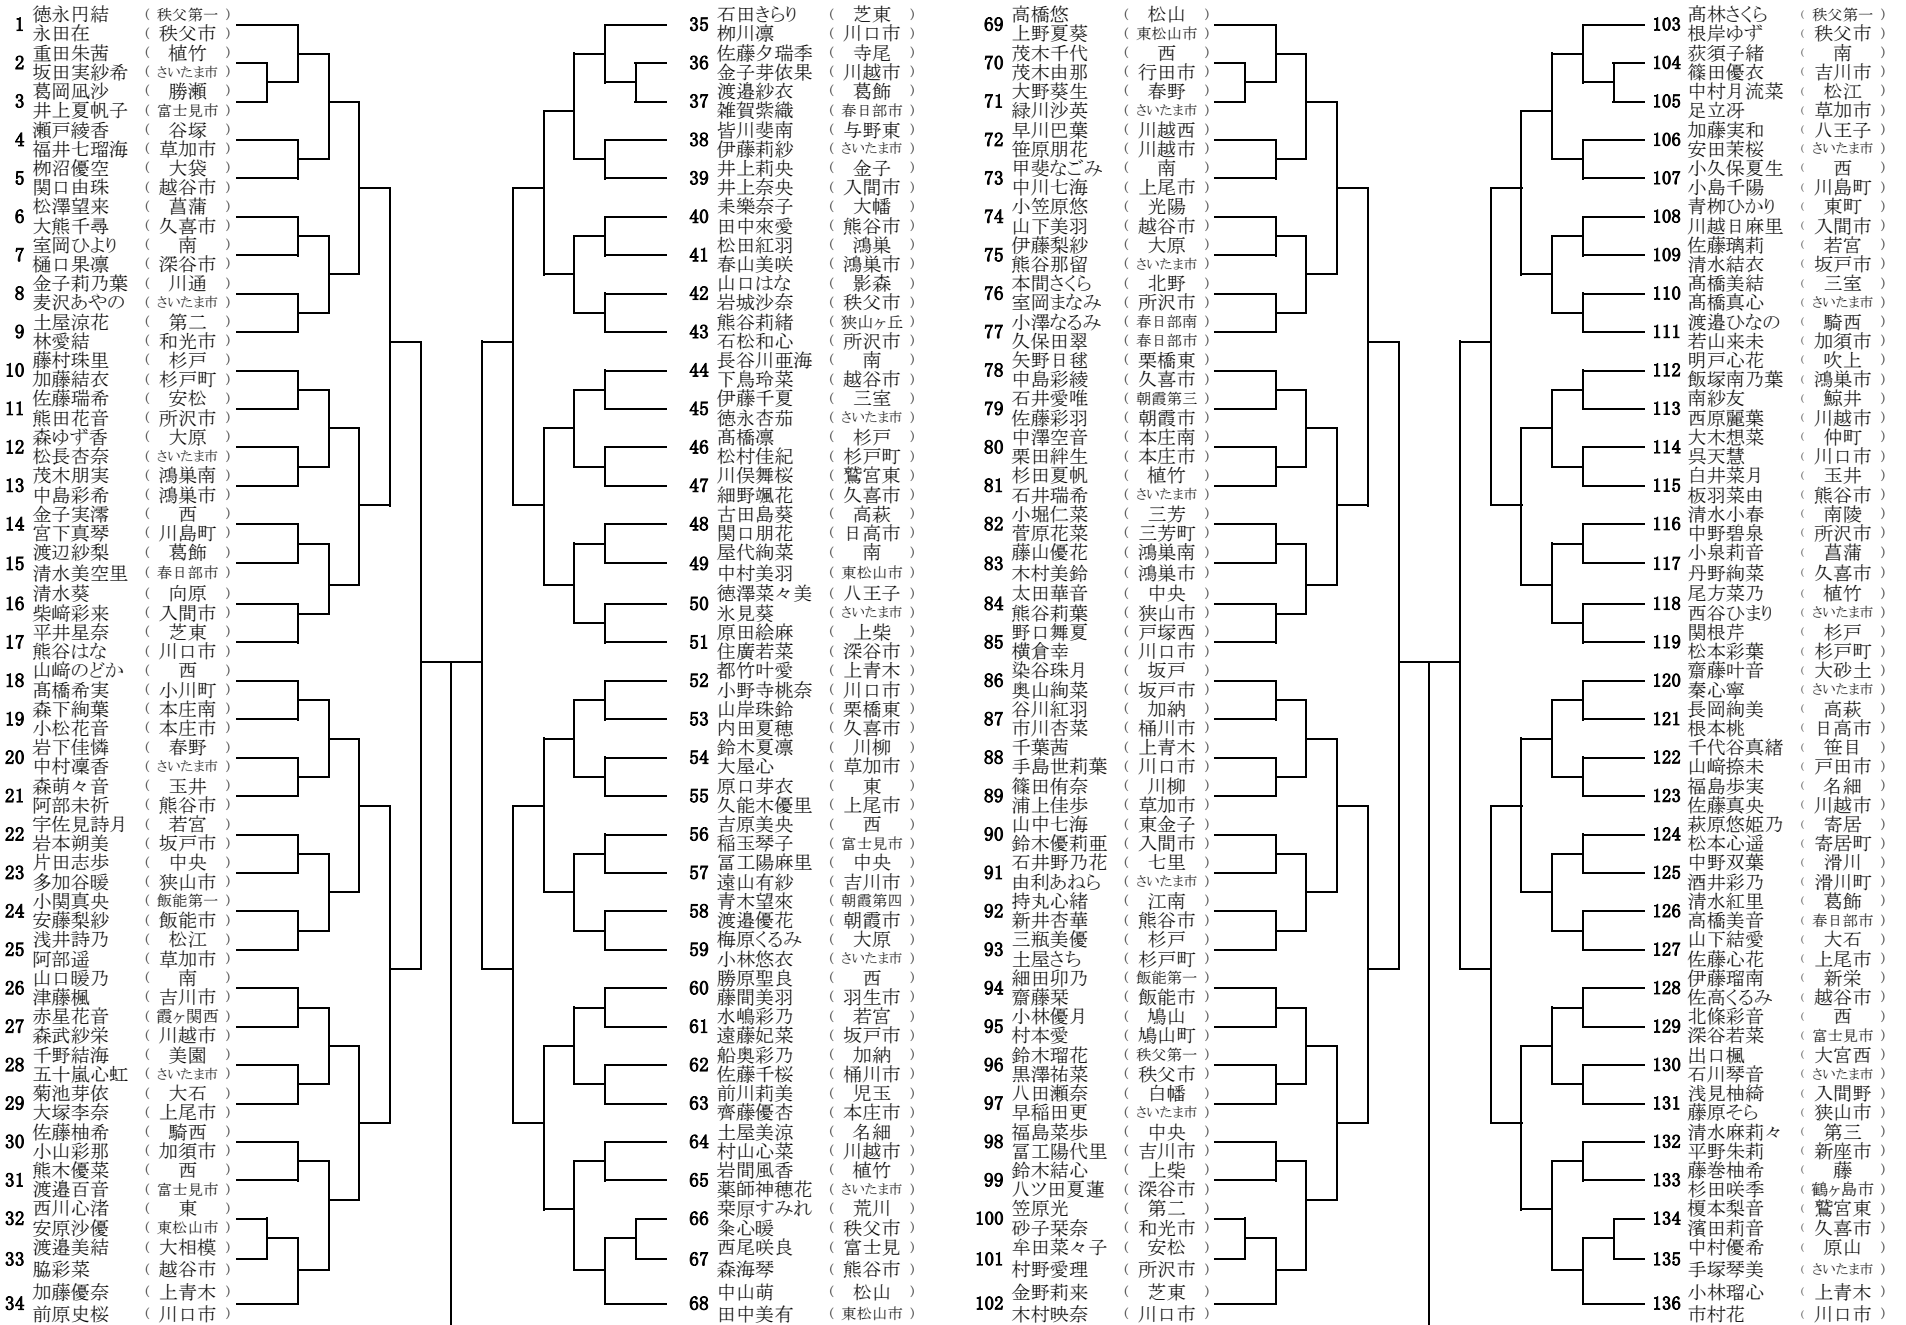 1 徳永円結 （ 秩父第一 ）
永田在 （ 秩父市 ）
2 重田朱茜 （ 植竹 ）
坂田実紗希 （ さいたま市 ）
3 葛岡凪沙 （ 勝瀬 ）
井上夏帆子 （ 富士見市 ）
4 瀬戸綾香 （ 谷塚 ）
福井七瑠海 （ 草加市 ）
5 栁沼優空 （ 大袋 ）
関口由珠 （ 越谷市 ）
6 松澤望来 （ 菖蒲 ）
大熊千尋 （ 久喜市 ）
7 室岡ひより （ 南 ）
樋口果凛 （ 深谷市 ）
8 金子莉乃葉 （ 川通 ）
麦沢あやの （ さいたま市 ）
9 土屋涼花 （ 第二 ）
林愛結 （ 和光市 ）
10 藤村珠里 （ 杉戸 ）
加藤結衣 （ 杉戸町 ）
11 佐藤瑞希 （ 安松 ）
熊田花音 （ 所沢市 ）
12 森ゆず香 （ 大原 ）
松長杏奈 （ さいたま市 ）
13 茂木朋実 （ 鴻巣南 ）
中島彩希 （ 鴻巣市 ）
14 金子実澪 （ 西 ）
宮下真琴 （ 川島町 ）
15 渡辺紗梨 （ 葛飾 ）
清水美空里 （ 春日部市 ）
16 清水葵 （ 向原 ）
柴﨑彩来 （ 入間市 ）
17 平井星奈 （ 芝東 ）
熊谷はな （ 川口市 ）
18 山﨑のどか （ 西 ）
髙橋希実 （ 小川町 ）
19 森下絢葉 （ 本庄南 ）
小松花音 （ 本庄市 ）
20 岩下佳憐 （ 春野 ）
中村凜香 （ さいたま市 ）
21 森萌々音 （ 玉井 ）
阿部未祈 （ 熊谷市 ）
22 宇佐見詩月 （ 若宮 ）
岩本朔美 （ 坂戸市 ）
23 片田志歩 （ 中央 ）
多加谷暖 （ 狭山市 ）
24 小関真央 （ 飯能第一 ）
安藤梨紗 （ 飯能市 ）
25 浅井詩乃 （ 松江 ）
阿部遥 （ 草加市 ）
26 山口暖乃 （ 南 ）
津藤楓 （ 吉川市 ）
27 赤星花音 （ 霞ヶ関西 ）
森武紗栄 （ 川越市 ）
28 千野結海 （ 美園 ）
五十嵐心虹 （ さいたま市 ）
29 菊池芽依 （ 大石 ）
大塚李奈 （ 上尾市 ）
30 佐藤柚希 （ 騎西 ）
小山彩那 （ 加須市 ）
31 熊木優菜 （ 西 ）
渡邉百音 （ 富士見市 ）
32 西川心渚 （ 東 ）
安原沙優 （ 東松山市 ）
33 渡邉美結 （ 大相模 ）
脇彩菜 （ 越谷市 ）
34 加藤優奈 （ 上青木 ）
前原史桜 （ 川口市 ）
35 石田きらり （ 芝東 ）
栁川凛 （ 川口市 ）
36 佐藤夕瑞季 （ 寺尾 ）
金子芽依果 （ 川越市 ）
37 渡邉紗衣 （ 葛飾 ）
雑賀紫織 （ 春日部市 ）
38 皆川斐南 （ 与野東 ）
伊藤莉紗 （ さいたま市 ）
39 井上莉央 （ 金子 ）
井上奈央 （ 入間市 ）
40 耒樂奈子 （ 大幡 ）
田中來愛 （ 熊谷市 ）
41 松田紅羽 （ 鴻巣 ）
春山美咲 （ 鴻巣市 ）
42 山口はな （ 影森 ）
岩城沙奈 （ 秩父市 ）
43 熊谷莉緒 （ 狭山ヶ丘 ）
石松和心 （ 所沢市 ）
44 長谷川亜海 （ 南 ）
下鳥玲菜 （ 越谷市 ）
45 伊藤千夏 （ 三室 ）
徳永杏茄 （ さいたま市 ）
46 髙橋凛 （ 杉戸 ）
松村佳紀 （ 杉戸町 ）
47 川俣舞桜 （ 鷲宮東 ）
細野颯花 （ 久喜市 ）
48 古田島葵 （ 高萩 ）
関口朋花 （ 日高市 ）
49 屋代絢菜 （ 南 ）
中村美羽 （ 東松山市 ）
50 徳澤菜々美 （ 八王子 ）
氷見葵 （ さいたま市 ）
51 原田絵麻 （ 上柴 ）
住廣若菜 （ 深谷市 ）
52 都竹叶愛 （ 上青木 ）
小野寺桃奈 （ 川口市 ）
53 山岸珠鈴 （ 栗橋東 ）
内田夏穂 （ 久喜市 ）
54 鈴木夏凛 （ 川柳 ）
大屋心 （ 草加市 ）
55 原口芽衣 （ 東 ）
久能木優里 （ 上尾市 ）
56 吉原美央 （ 西 ）
稲玉琴子 （ 富士見市 ）
57 冨工陽麻里 （ 中央 ）
遠山有紗 （ 吉川市 ）
58 青木望來 （ 朝霞第四 ）
渡邉優花 （ 朝霞市 ）
59 梅原くるみ （ 大原 ）
小林悠衣 （ さいたま市 ）
60 勝原聖良 （ 西 ）
藤間美羽 （ 羽生市 ）
61 水嶋彩乃 （ 若宮 ）
遠藤妃菜 （ 坂戸市 ）
62 船奥彩乃 （ 加納 ）
佐藤千桜 （ 桶川市 ）
63 前川莉美 （ 児玉 ）
齊藤優杏 （ 本庄市 ）
64 土屋美涼 （ 名細 ）
村山心菜 （ 川越市 ）
65 岩間風香 （ 植竹 ）
薬師神穂花 （ さいたま市 ）
66 栞原すみれ （ 荒川 ）
粂心暖 （ 秩父市 ）
67 西尾咲良 （ 富士見 ）
森海琴 （ 熊谷市 ）
68 中山萌 （ 松山 ）
田中美有 （ 東松山市 ）
69 高橋悠 （ 松山 ）
上野夏葵 （ 東松山市 ）
70 茂木千代 （ 西 ）
茂木由那 （ 行田市 ）
71 大野葵生 （ 春野 ）
緑川沙英 （ さいたま市 ）
72 早川巴葉 （ 川越西 ）
笹原朋花 （ 川越市 ）
73 甲斐なごみ （ 南 ）
中川七海 （ 上尾市 ）
74 小笠原悠 （ 光陽 ）
山下美羽 （ 越谷市 ）
75 伊藤梨紗 （ 大原 ）
熊谷那留 （ さいたま市 ）
76 本間さくら （ 北野 ）
室岡まなみ （ 所沢市 ）
77 小澤なるみ （ 春日部南 ）
久保田翠 （ 春日部市 ）
78 矢野日毬 （ 栗橋東 ）
中島彩綾 （ 久喜市 ）
79 石井愛唯 （ 朝霞第三 ）
佐藤彩羽 （ 朝霞市 ）
80 中澤空音 （ 本庄南 ）
栗田絆生 （ 本庄市 ）
81 杉田夏帆 （ 植竹 ）
石井瑞希 （ さいたま市 ）
82 小堀仁菜 （ 三芳 ）
菅原花菜 （ 三芳町 ）
83 藤山優花 （ 鴻巣南 ）
木村美鈴 （ 鴻巣市 ）
84 太田華音 （ 中央 ）
熊谷莉葉 （ 狭山市 ）
85 野口舞夏 （ 戸塚西 ）
横倉幸 （ 川口市 ）
86 染谷珠月 （ 坂戸 ）
奥山絢菜 （ 坂戸市 ）
87 谷川紅羽 （ 加納 ）
市川杏菜 （ 桶川市 ）
88 千葉茜 （ 上青木 ）
手島世莉葉 （ 川口市 ）
89 篠田侑奈 （ 川柳 ）
浦上佳歩 （ 草加市 ）
90 山中七海 （ 東金子 ）
鈴木優莉亜 （ 入間市 ）
91 石井野乃花 （ 七里 ）
由利あねら （ さいたま市 ）
92 持丸心緒 （ 江南 ）
新井杏華 （ 熊谷市 ）
93 三瓶美優 （ 杉戸 ）
土屋さち （ 杉戸町 ）
94 細田卯乃 （ 飯能第一 ）
齋藤栞 （ 飯能市 ）
95 小林優月 （ 鳩山 ）
村本愛 （ 鳩山町 ）
96 鈴木瑠花 （ 秩父第一 ）
黒澤祐菜 （ 秩父市 ）
97 八田瀬奈 （ 白幡 ）
早稲田更 （ さいたま市 ）
98 福島菜歩 （ 中央 ）
冨工陽代里 （ 吉川市 ）
99 鈴木結心 （ 上柴 ）
八ツ田夏蓮 （ 深谷市 ）
100 笠原光 （ 第二 ）
砂子栞奈 （ 和光市 ）
101 牟田菜々子 （ 安松 ）
村野愛理 （ 所沢市 ）
102 金野莉来 （ 芝東 ）
木村映奈 （ 川口市 ）
103 髙林さくら （ 秩父第一 ）
根岸ゆず （ 秩父市 ）
104 荻須子緒 （ 南 ）
篠田優衣 （ 吉川市 ）
105 中村月流菜 （ 松江 ）
足立冴 （ 草加市 ）
106 加藤実和 （ 八王子 ）
安田茉桜 （ さいたま市 ）
107 小久保夏生 （ 西 ）
小島千陽 （ 川島町 ）
108 青栁ひかり （ 東町 ）
川越日麻里 （ 入間市 ）
109 佐藤璃莉 （ 若宮 ）
清水結衣 （ 坂戸市 ）
110 髙橋美結 （ 三室 ）
髙橋真心 （ さいたま市 ）
111 渡邉ひなの （ 騎西 ）
若山来未 （ 加須市 ）
112 明戸心花 （ 吹上 ）
飯塚南乃葉 （ 鴻巣市 ）
113 南紗友 （ 鯨井 ）
西原麗葉 （ 川越市 ）
114 大木想菜 （ 仲町 ）
呉天慧 （ 川口市 ）
115 白井菜月 （ 玉井 ）
板羽菜由 （ 熊谷市 ）
116 清水小春 （ 南陵 ）
中野碧泉 （ 所沢市 ）
117 小泉莉音 （ 菖蒲 ）
丹野絢菜 （ 久喜市 ）
118 尾方菜乃 （ 植竹 ）
西谷ひまり （ さいたま市 ）
119 関根芹 （ 杉戸 ）
松本彩葉 （ 杉戸町 ）
120 齋藤叶音 （ 大砂土 ）
秦心寧 （ さいたま市 ）
121 長岡絢美 （ 高萩 ）
根本桃 （ 日高市 ）
122 千代谷真緒 （ 笹目 ）
山﨑捺未 （ 戸田市 ）
123 福島歩実 （ 名細 ）
佐藤真央 （ 川越市 ）
124 萩原悠姫乃 （ 寄居 ）
松本心遥 （ 寄居町 ）
125 中野双葉 （ 滑川 ）
酒井彩乃 （ 滑川町 ）
126 清水紅里 （ 葛飾 ）
高橋美音 （ 春日部市 ）
127 山下結愛 （ 大石 ）
佐藤心花 （ 上尾市 ）
128 伊藤瑠南 （ 新栄 ）
佐高くるみ （ 越谷市 ）
129 北條彩音 （ 西 ）
深谷若菜 （ 富士見市 ）
130 出口楓 （ 大宮西 ）
石川琴音 （ さいたま市 ）
131 浅見柚綺 （ 入間野 ）
藤原そら （ 狭山市 ）
132 清水麻莉々 （ 第三 ）
平野朱莉 （ 新座市 ）
133 藤巻柚希 （ 藤 ）
杉田咲季 （ 鶴ヶ島市 ）
134 榎本梨音 （ 鷲宮東 ）
濱田莉音 （ 久喜市 ）
135 中村優希 （ 原山 ）
手塚琴美 （ さいたま市 ）
136 小林瑠心 （ 上青木 ）
市村花 （ 川口市 ）